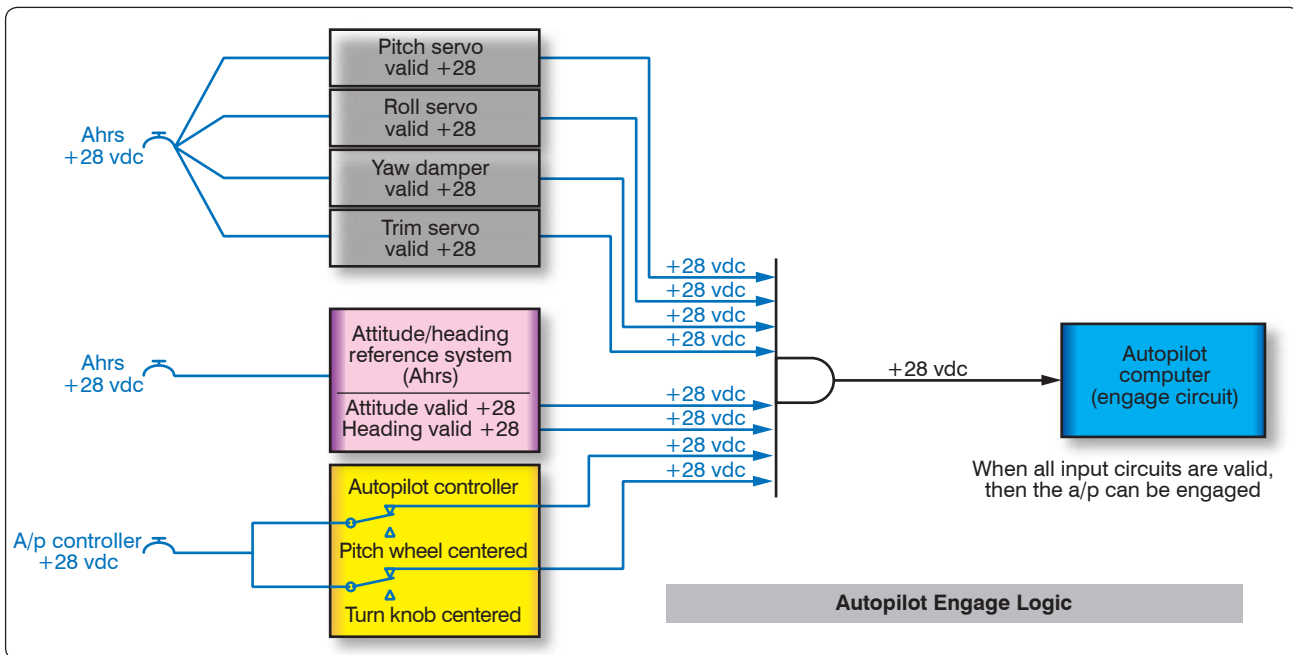 Pitch servo
valid +28
Roll servo
valid +28
Yaw damper
valid +28
Trim servo
valid +28
Ahrs
+28 vdc
+28 vdc
+28 vdc
+28 vdc
+28 vdc
Attitude/heading
reference system
(Ahrs)
Attitude valid +28
Heading valid +28
Ahrs
+28 vdc
+28 vdc
+28 vdc
+28 vdc
+28 vdc
+28 vdc
Autopilot
computer
(engage circuit)
When all input circuits are valid,
then the a/p can be engaged
Autopilot controller
Pitch wheel centered
Turn knob centered
A/p controller
+28 vdc
Autopilot Engage Logic